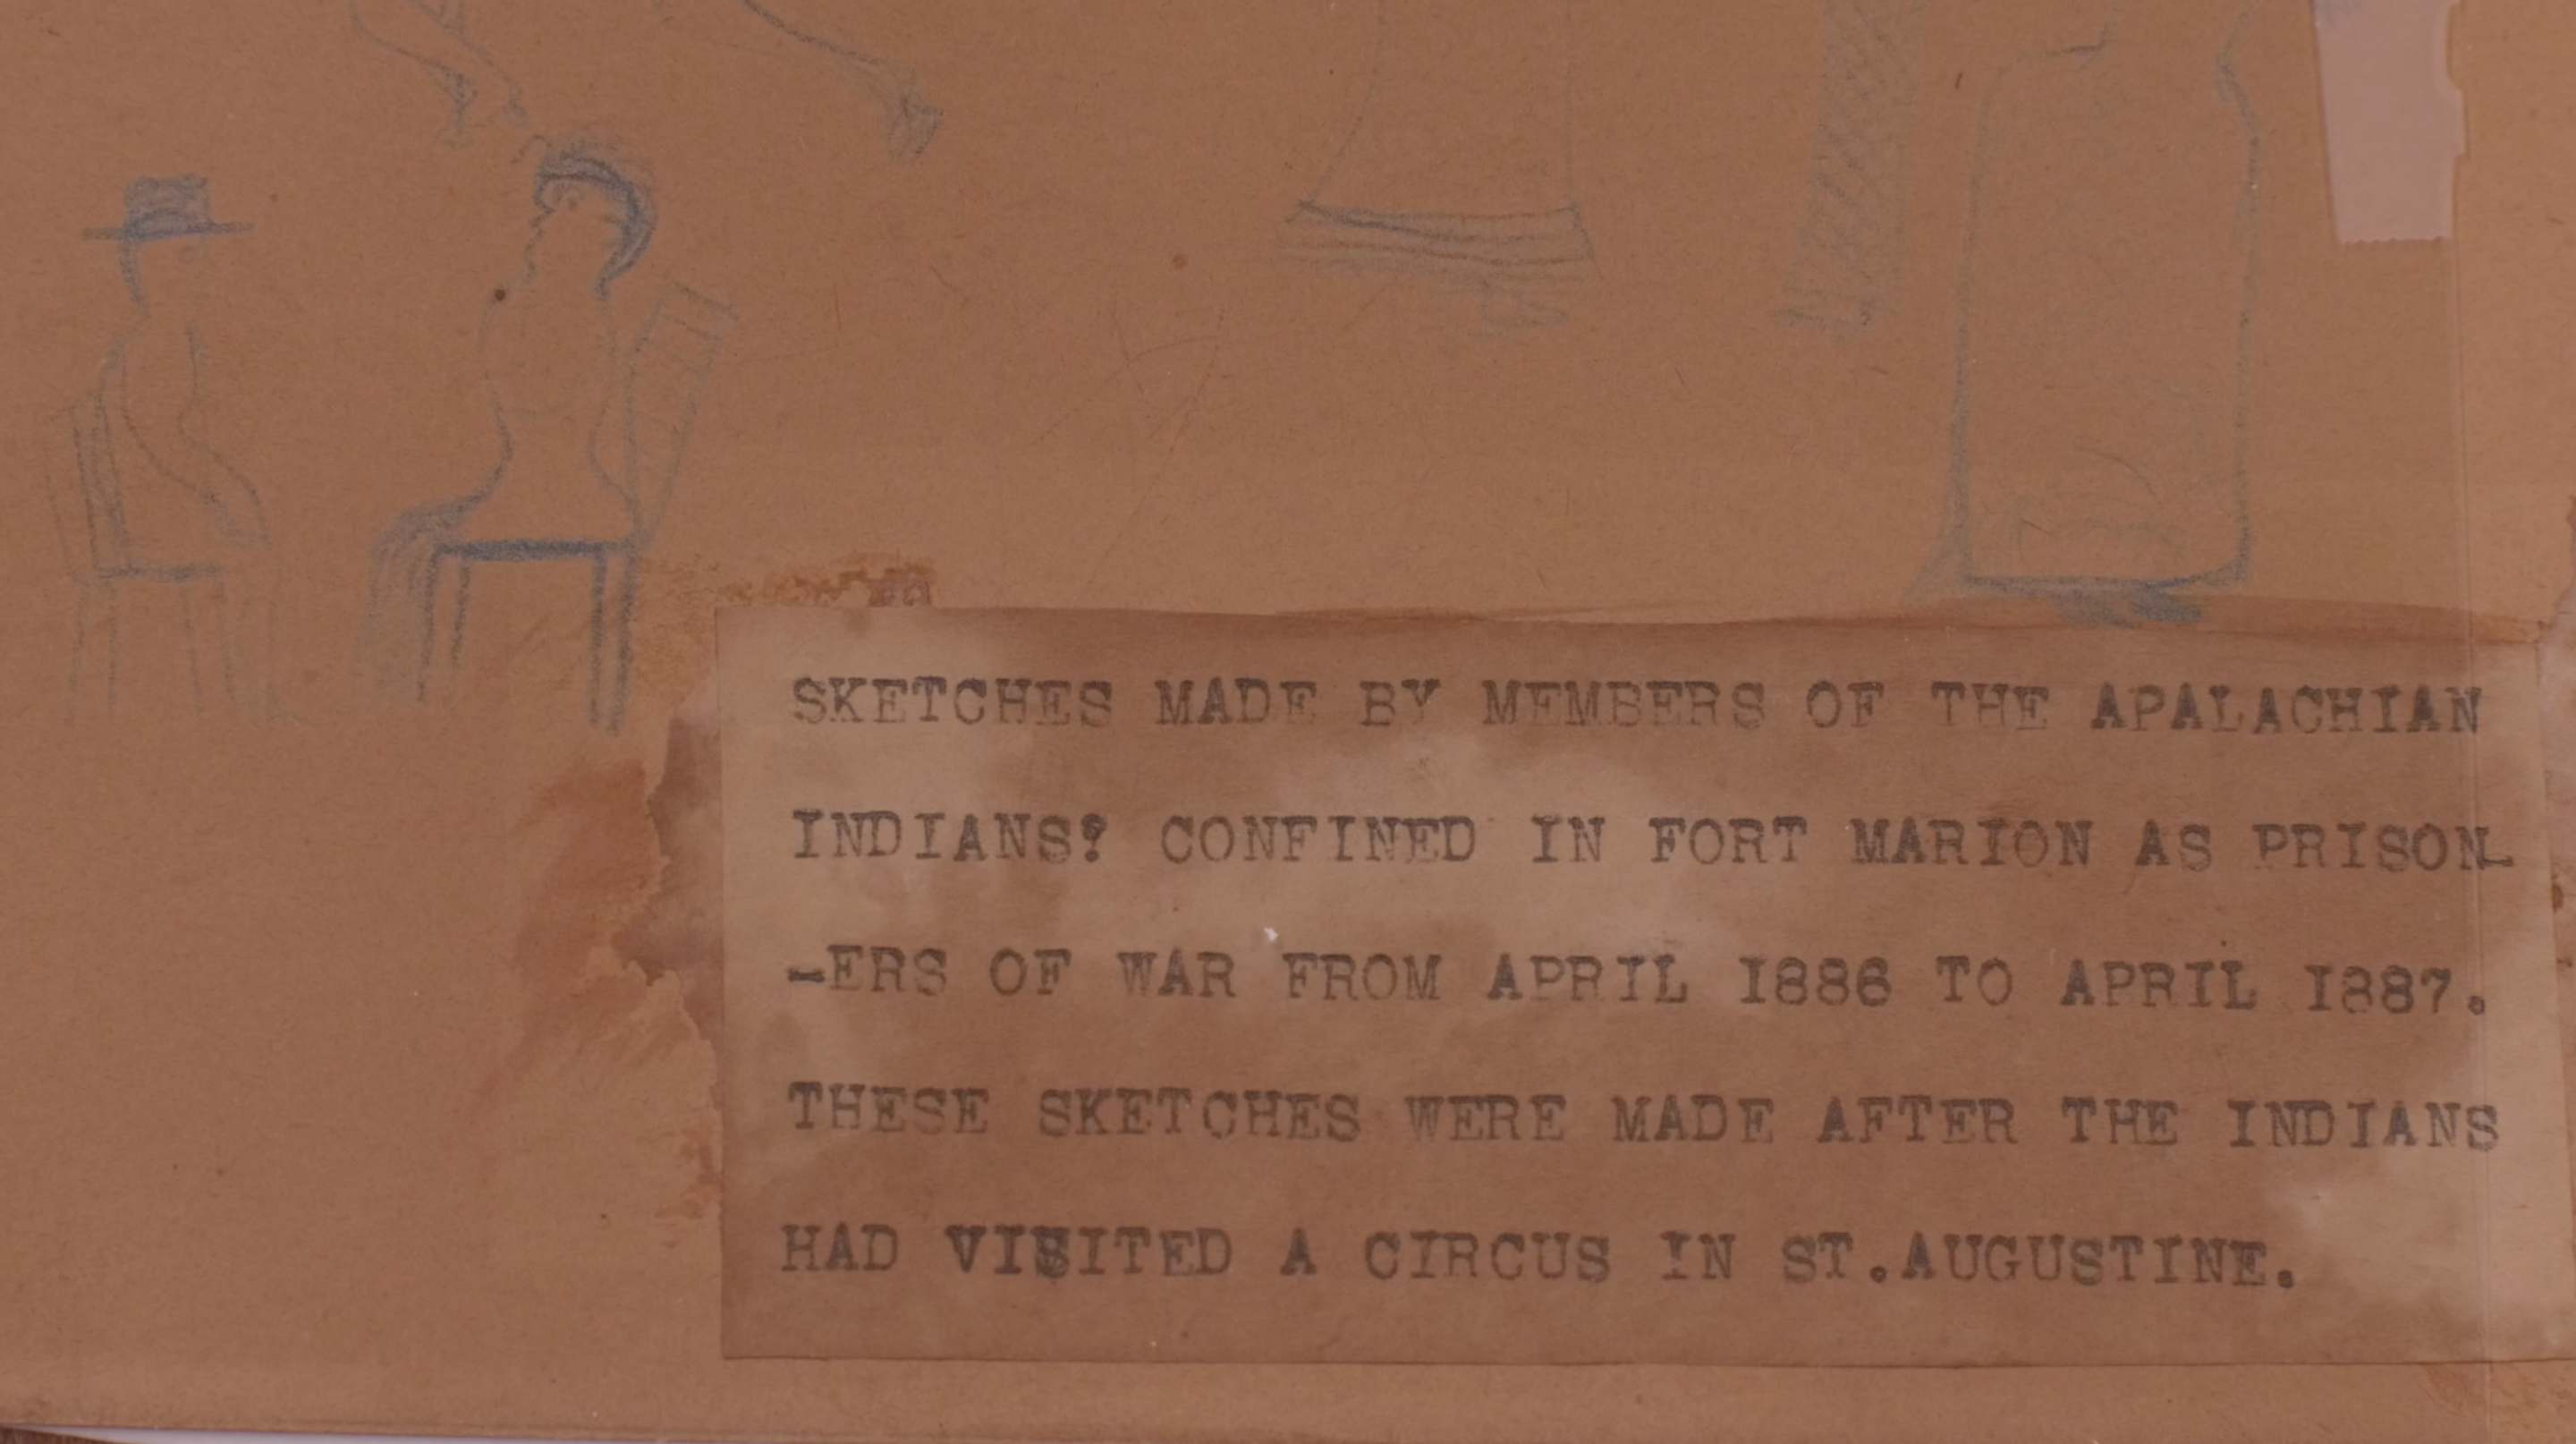 SKETCHES MADE BY MEMBERS OF THE APALACHIAN
INDIANS? CONFINED IN FORT MARION AS PRISON-
-ERS OF WAR FROM APRIL 1886 TO APRIL 1887.
THESE SKETCHES WERE MADE AFTER THE INDIANS
HAD VISITED A CIRCUS IN ST.AUGUSTINE.